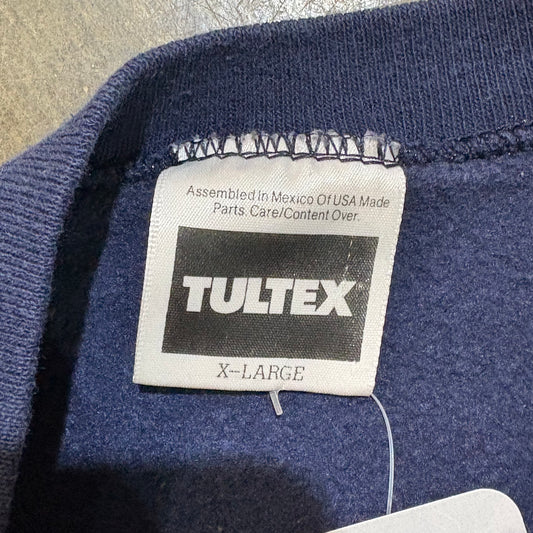 Assembled In Mexico Of USA Made
Parts. Care/Content Over.
TULTEX
X-LARGE